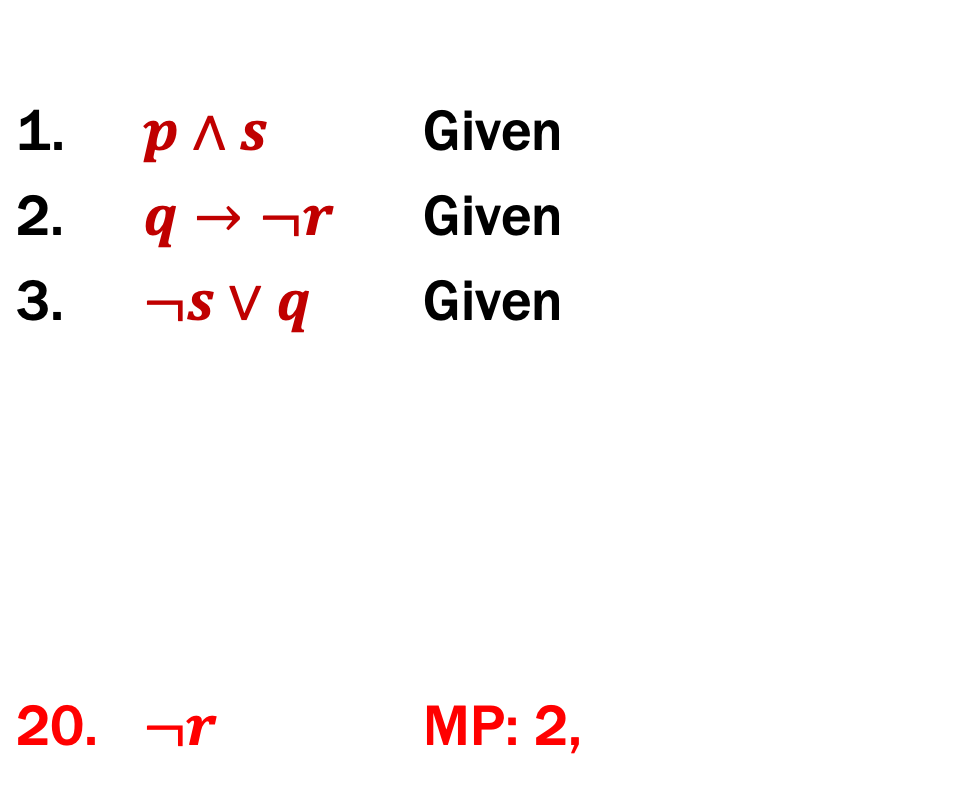 1. p ∧ s Given
2. q → ¬r Given
3. ¬s ∨ q Given
20. ¬r MP: 2,